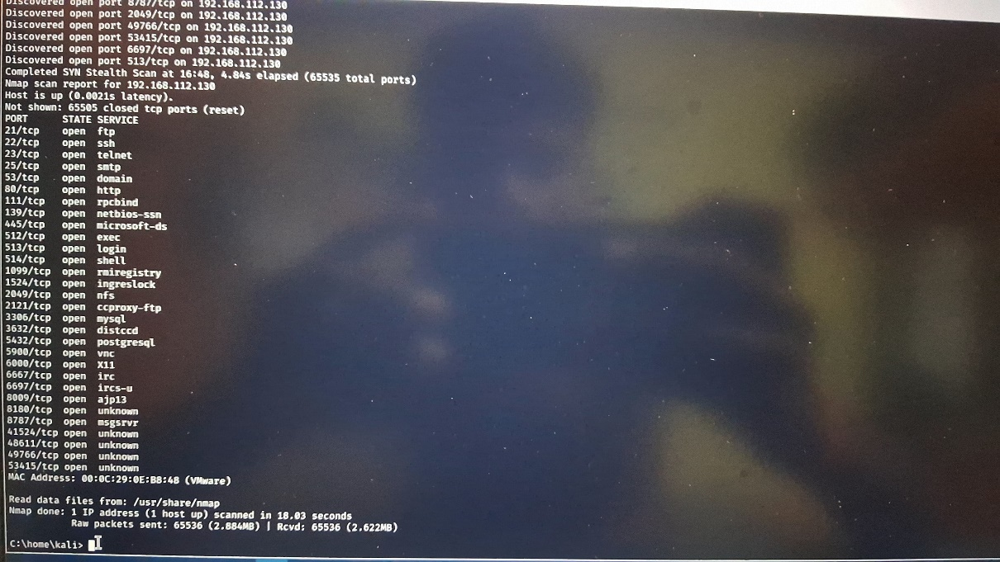 Discovered open port 8787/tcp on 192.168.112.130
Discovered open port 2049/tcp on 192.168.112.130
Discovered open port 49766/tcp on 192.168.112.130
Discovered open port 53415/tcp on 192.168.112.130
Discovered open port 6697/tcp on 192.168.112.130
Discovered open port 513/tcp on 192.168.112.130
Completed SYN Stealth Scan at 16:48, 4.84s elapsed (65535 total ports)
Nmap scan report for 192.168.112.130
Host is up (0.0021s latency).
Not shown: 65505 closed tcp ports (reset)
PORT      STATE SERVICE
21/tcp    open  ftp
22/tcp    open  ssh
23/tcp    open  telnet
25/tcp    open  smtp
53/tcp    open  domain
80/tcp    open  http
111/tcp   open  rpcbind
139/tcp   open  netbios-ssn
445/tcp   open  microsoft-ds
512/tcp   open  exec
513/tcp   open  login
514/tcp   open  shell
1099/tcp  open  rmiregistry
1524/tcp  open  ingreslock
2049/tcp  open  nfs
2121/tcp  open  ccproxy-ftp
3306/tcp  open  mysql
3632/tcp  open  distccd
5432/tcp  open  postgresql
5900/tcp  open  vnc
6000/tcp  open  X11
6667/tcp  open  irc
6697/tcp  open  ircs-u
8009/tcp  open  ajp13
8180/tcp  open  unknown
8787/tcp  open  msgsrvr
41524/tcp open  unknown
48611/tcp open  unknown
49766/tcp open  unknown
53415/tcp open  unknown
MAC Address: 00:0C:29:0E:B8:48 (VMware)
Read data files from: /usr/share/nmap
Nmap done: 1 IP address (1 host up) scanned in 18.03 seconds
Raw packets sent: 65536 (2.884MB) | Rcvd: 65536 (2.622MB)
C:\home\kali>